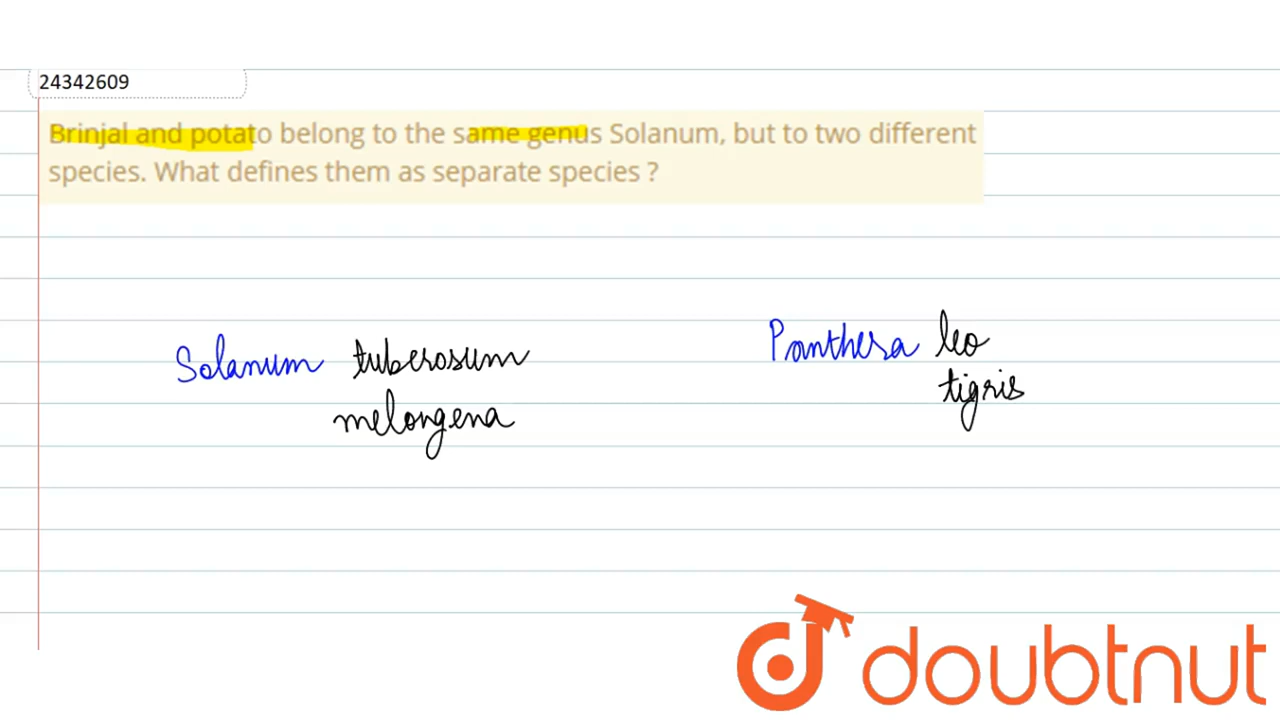 24342609
Brinjal and potato belong to the same genus Solanum, but to two different
species. What defines them as separate species ?
Solanum tuberosum
melongena
Panthera leo
tigris
doubtnut